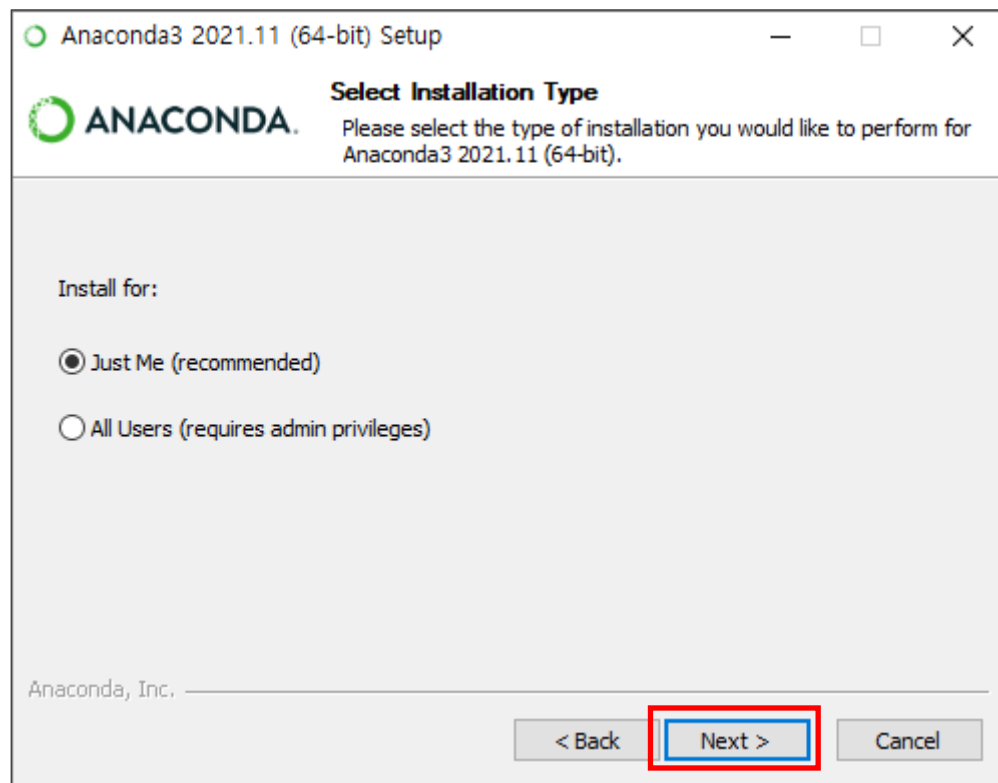 Anaconda3 2021.11 (64-bit) Setup
ANACONDA.
Select Installation Type
Please select the type of installation you would like to perform for
Anaconda3 2021.11 (64-bit).
Install for:
Just Me (recommended)
All Users (requires admin privileges)
Anaconda, Inc.
< Back
Next >
Cancel